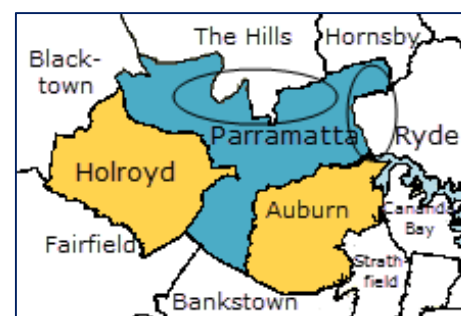 The Hills
Hornsby
Black-
town
Parramatta
Ryde
Holroyd
Auburn
Canada
Bay
Fairfield
Strath-
field
Bankstown